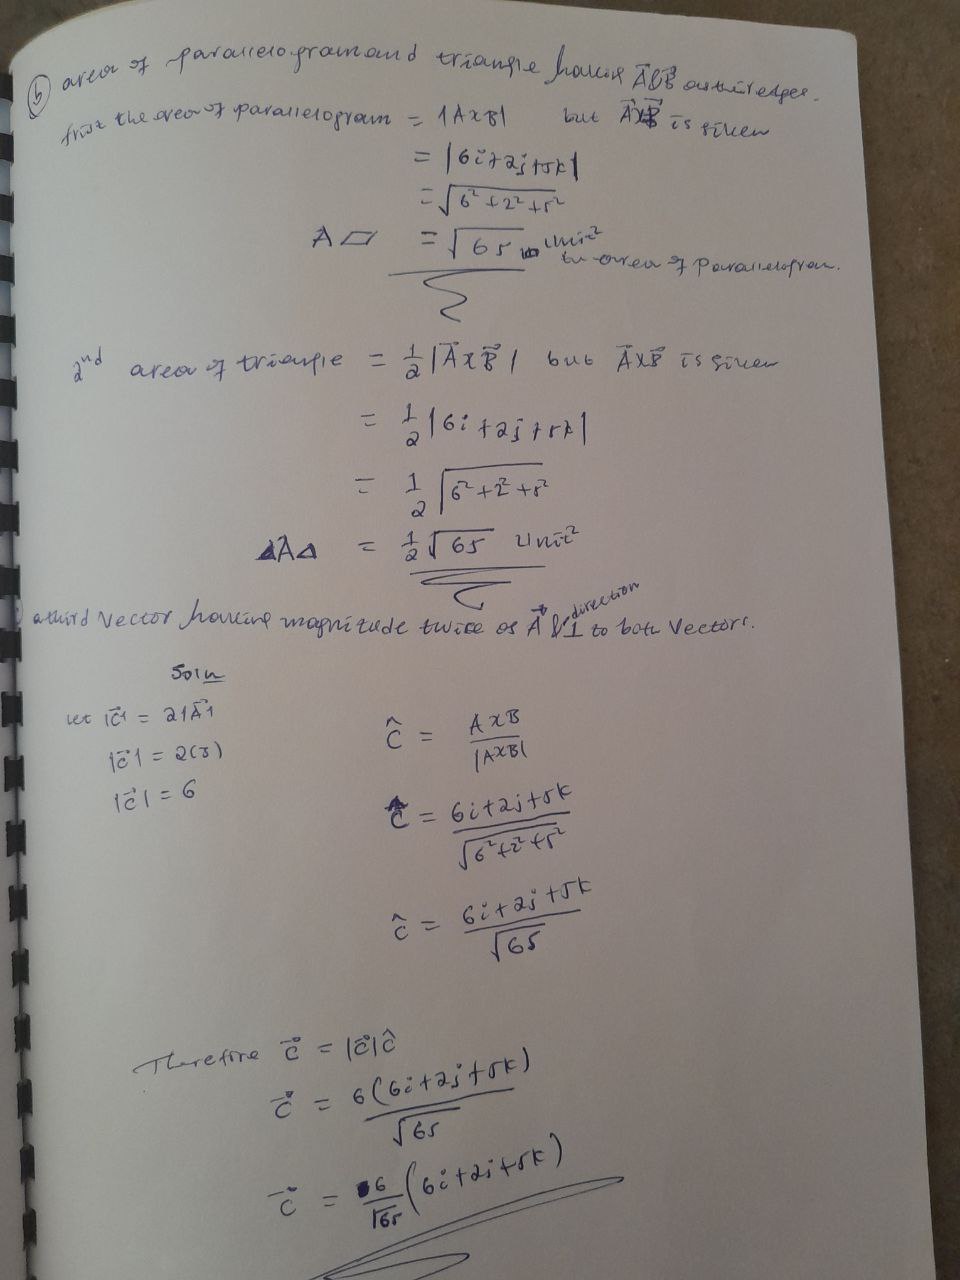 (b) area of parallelogram and triangle having A⃗ & B⃗ as their edges.
first the area of parallelogram = |AxB| but A⃗xB⃗ is given
= |6i+2j+5k|
= √6²+2²+5²
A▱ = √65 unit²
area of parallelogram.
2nd area of triangle = 1/2 |A⃗xB⃗| but A⃗xB⃗ is given
= 1/2 |6i+2j+5k|
= 1/2 √6²+2²+5²
A△ = 1/2 √65 unit²
a third vector having magnitude twice as A⃗ & direction ⊥ to both vectors.
Soln
let |c⃗| = 2|A⃗|
|c⃗| = 2(3)
|c⃗| = 6
ĉ = AxB / |AxB|
ĉ = 6i+2j+5k / √6²+2²+5²
ĉ = 6i+2j+5k / √65
Therefore c⃗ = |c⃗|ĉ
c⃗ = 6(6i+2j+5k) / √65
c⃗ = 6/√65 (6i+2j+5k)